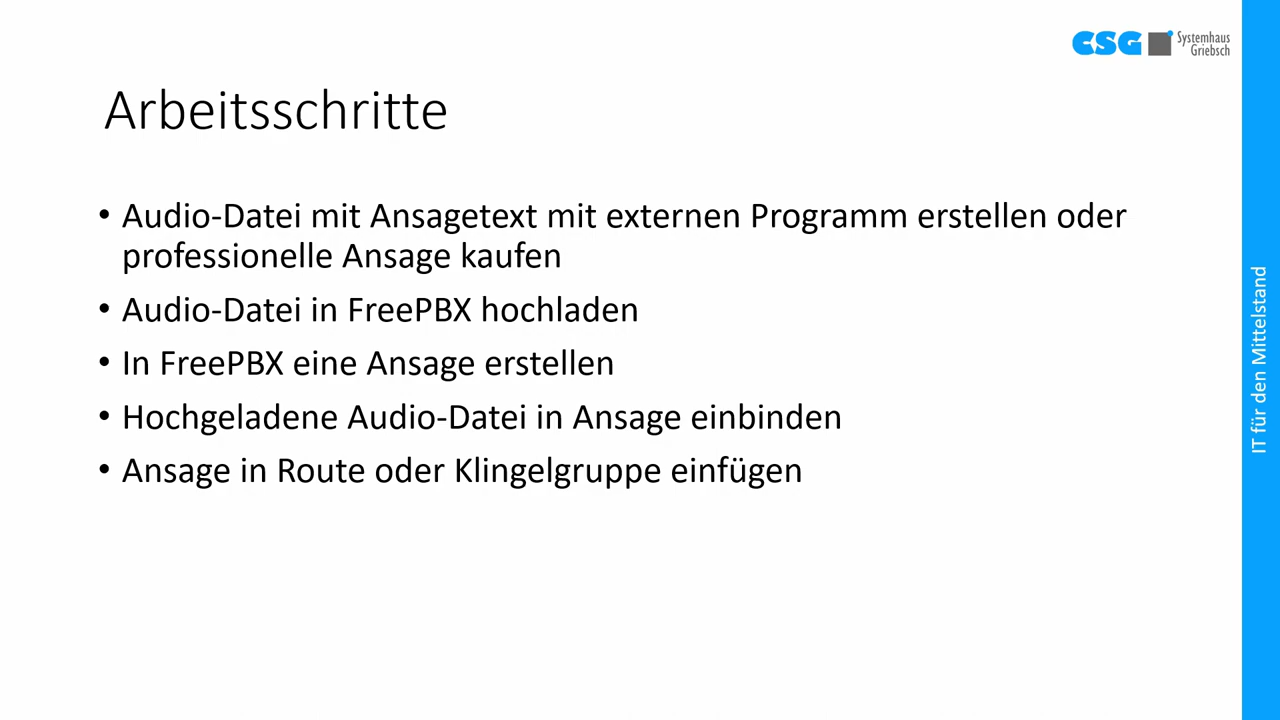 CSG Systemhaus
Griebsch
Arbeitsschritte
• Audio-Datei mit Ansagetext mit externen Programm erstellen oder
professionelle Ansage kaufen
• Audio-Datei in FreePBX hochladen
• In FreePBX eine Ansage erstellen
• Hochgeladene Audio-Datei in Ansage einbinden
• Ansage in Route oder Klingelgruppe einfügen
IT für den Mittelstand